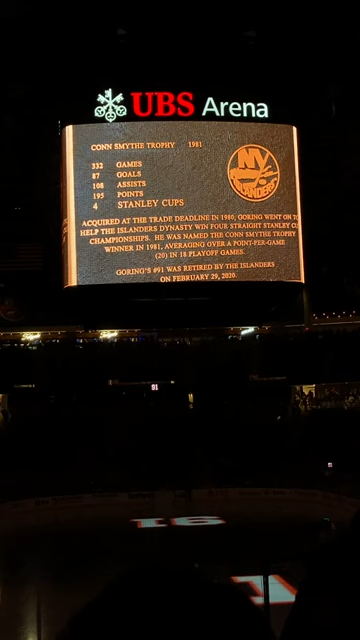 UBS Arena
CONN SMYTHE TROPHY 1981
332 GAMES
87 GOALS
108 ASSISTS
195 POINTS
4 STANLEY CUPS
NY
ISLANDERS
ACQUIRED AT THE TRADE DEADLINE IN 1980, GORING WENT ON TO
HELP THE ISLANDERS DYNASTY WIN FOUR STRAIGHT STANLEY CU
CHAMPIONSHIPS. HE WAS NAMED THE CONN SMYTHE TROPHY
WINNER IN 1981, AVERAGING OVER A POINT-PER-GAME
(20) IN 18 PLAYOFF GAMES.
GORING'S #91 WAS RETIRED BY THE ISLANDERS
ON FEBRUARY 29, 2020.
91